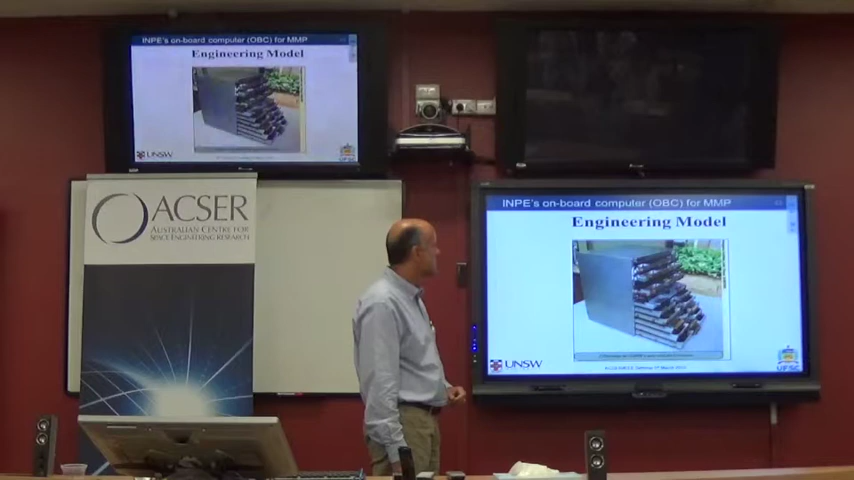 INPE's on-board computer (OBC) for MMP
Engineering Model
UNSW
ACSER
AUSTRALIAN CENTRE FOR
SPACE ENGINEERING RESEARCH
INPE's on-board computer (OBC) for MMP
Engineering Model
UNSW
UFSC